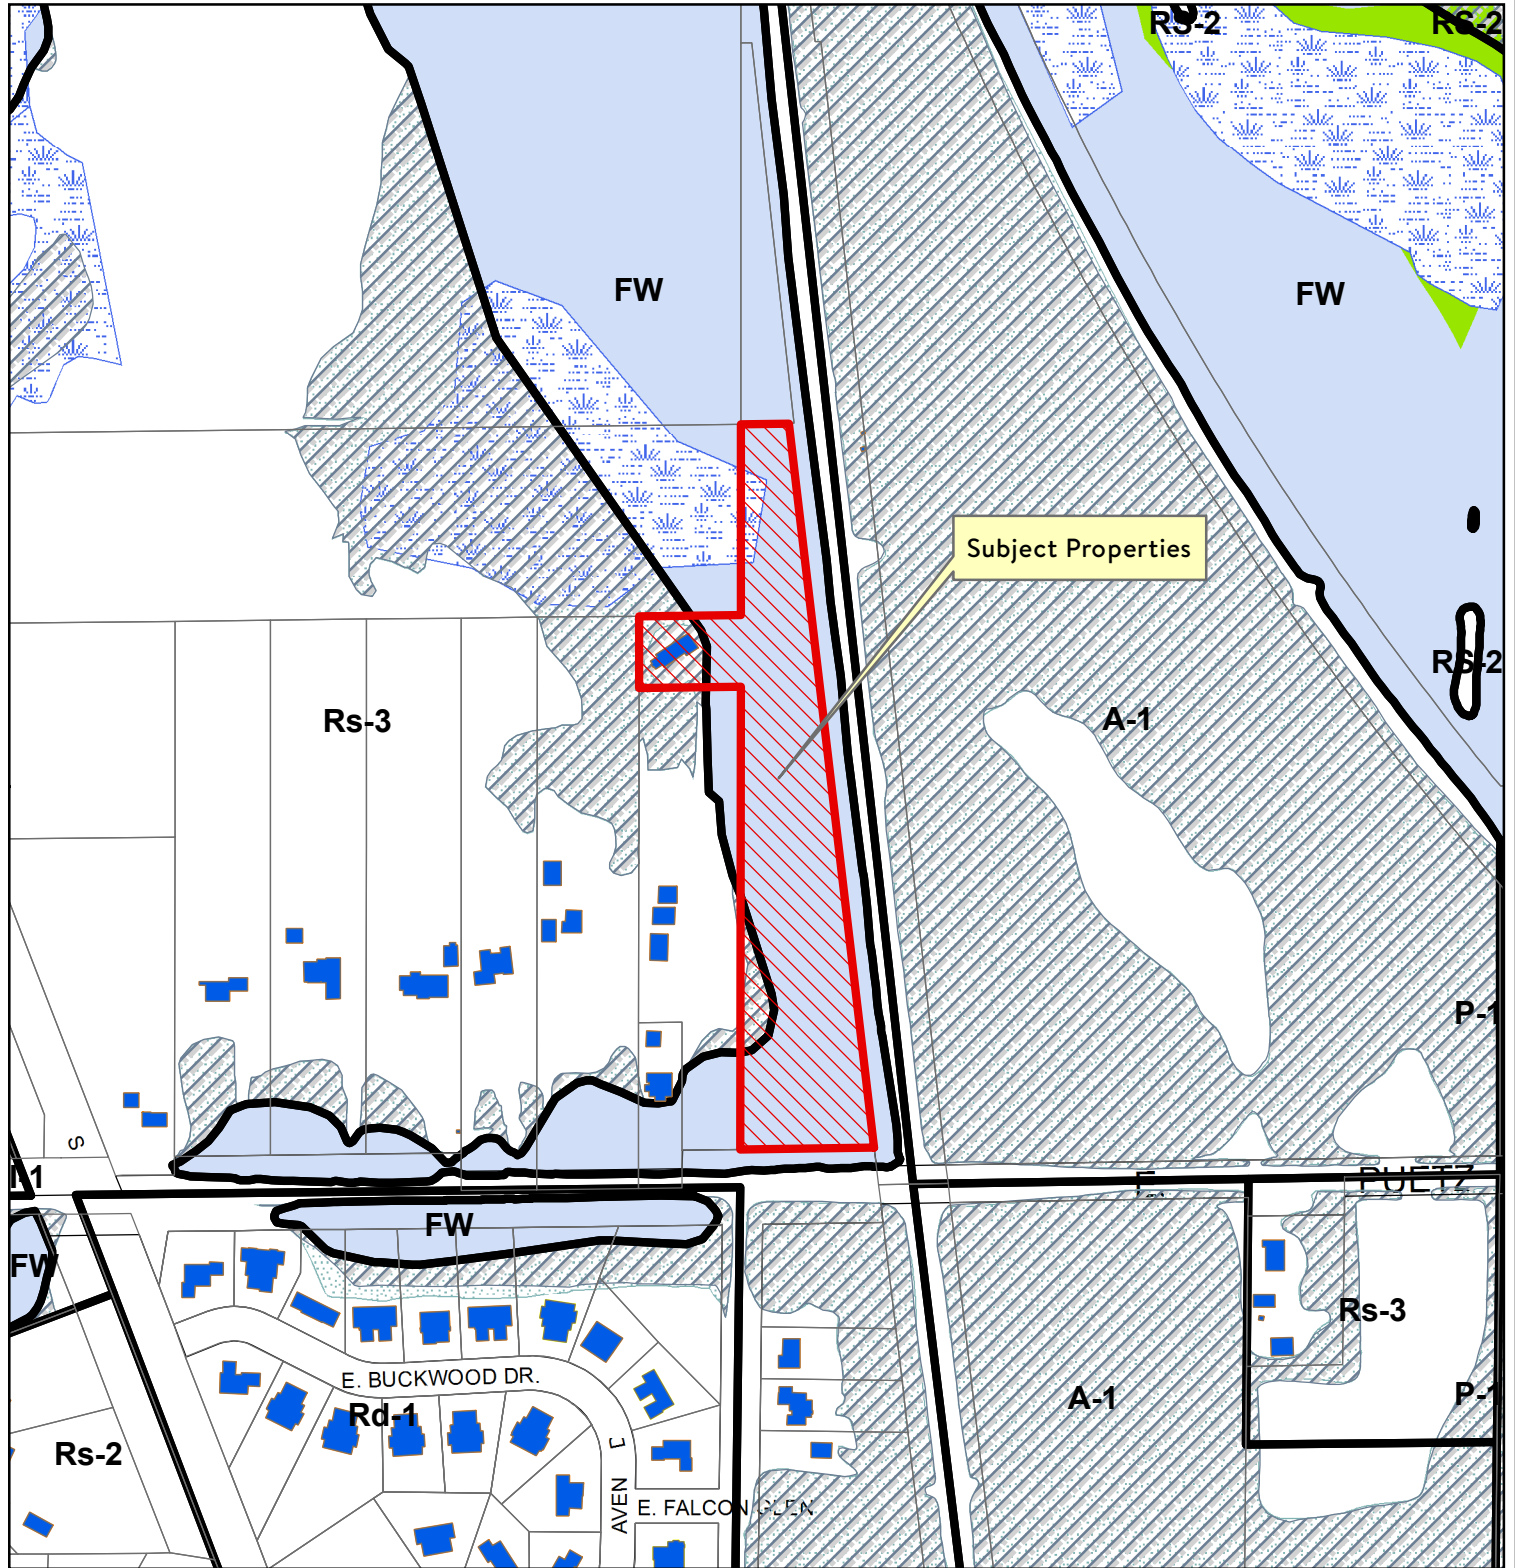 RS-2
RS-2
FW
FW
Subject Properties
RS-2
Rs-3
A-1
P-1
S
E.
PUETZ
FW
FW
Rs-3
E. BUCKWOOD DR.
A-1
P-1
Rd-1
Rs-2
AVEN
E. FALCON GLEN